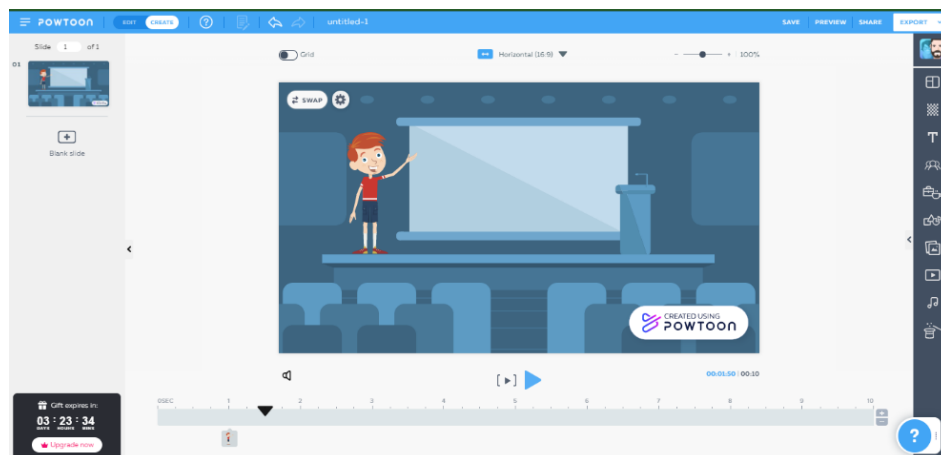 POWTOON EDIT CREATE untitled-1 SAVE PREVIEW SHARE EXPORT
Slide 1 of 1
Grid
Horizontal (16:9)
- + 100%
01
SWAP
Blank slide
CREATED USING
POWTOON
00:01:50 | 00:10
0SEC 1 2 3 4 5 6 7 8 9 10
Gift expires in:
03 : 23 : 34
DAYS HOURS MINS
Upgrade now
?